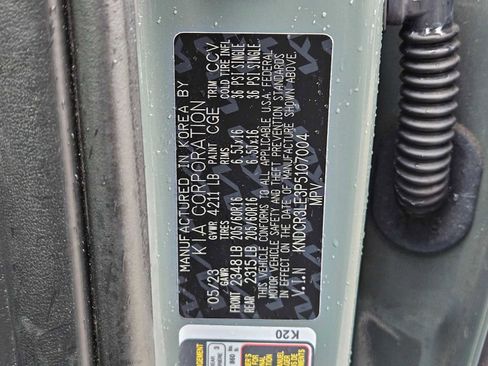 MANUFACTURED IN KOREA BY
KIA CORPORATION
05/23 GVWR 4211 LB PAINT CGE TRIM CCV
GAWR TIRES RIMS COLD TIRE INFL
FRONT 2348 LB 205/60R16 6.5Jx16 36 PSI,SINGLE
REAR 2315 LB 205/60R16 6.5Jx16 36 PSI,SINGLE
THIS VEHICLE CONFORMS TO ALL APPLICABLE U.S.A FEDERAL
MOTOR VEHICLE SAFETY AND THEFT PREVENTION STANDARDS
IN EFFECT ON THE DATE OF MANUFACTURE SHOWN ABOVE.
V.I.N KNDCR3LE3P5107004
MPV
K20